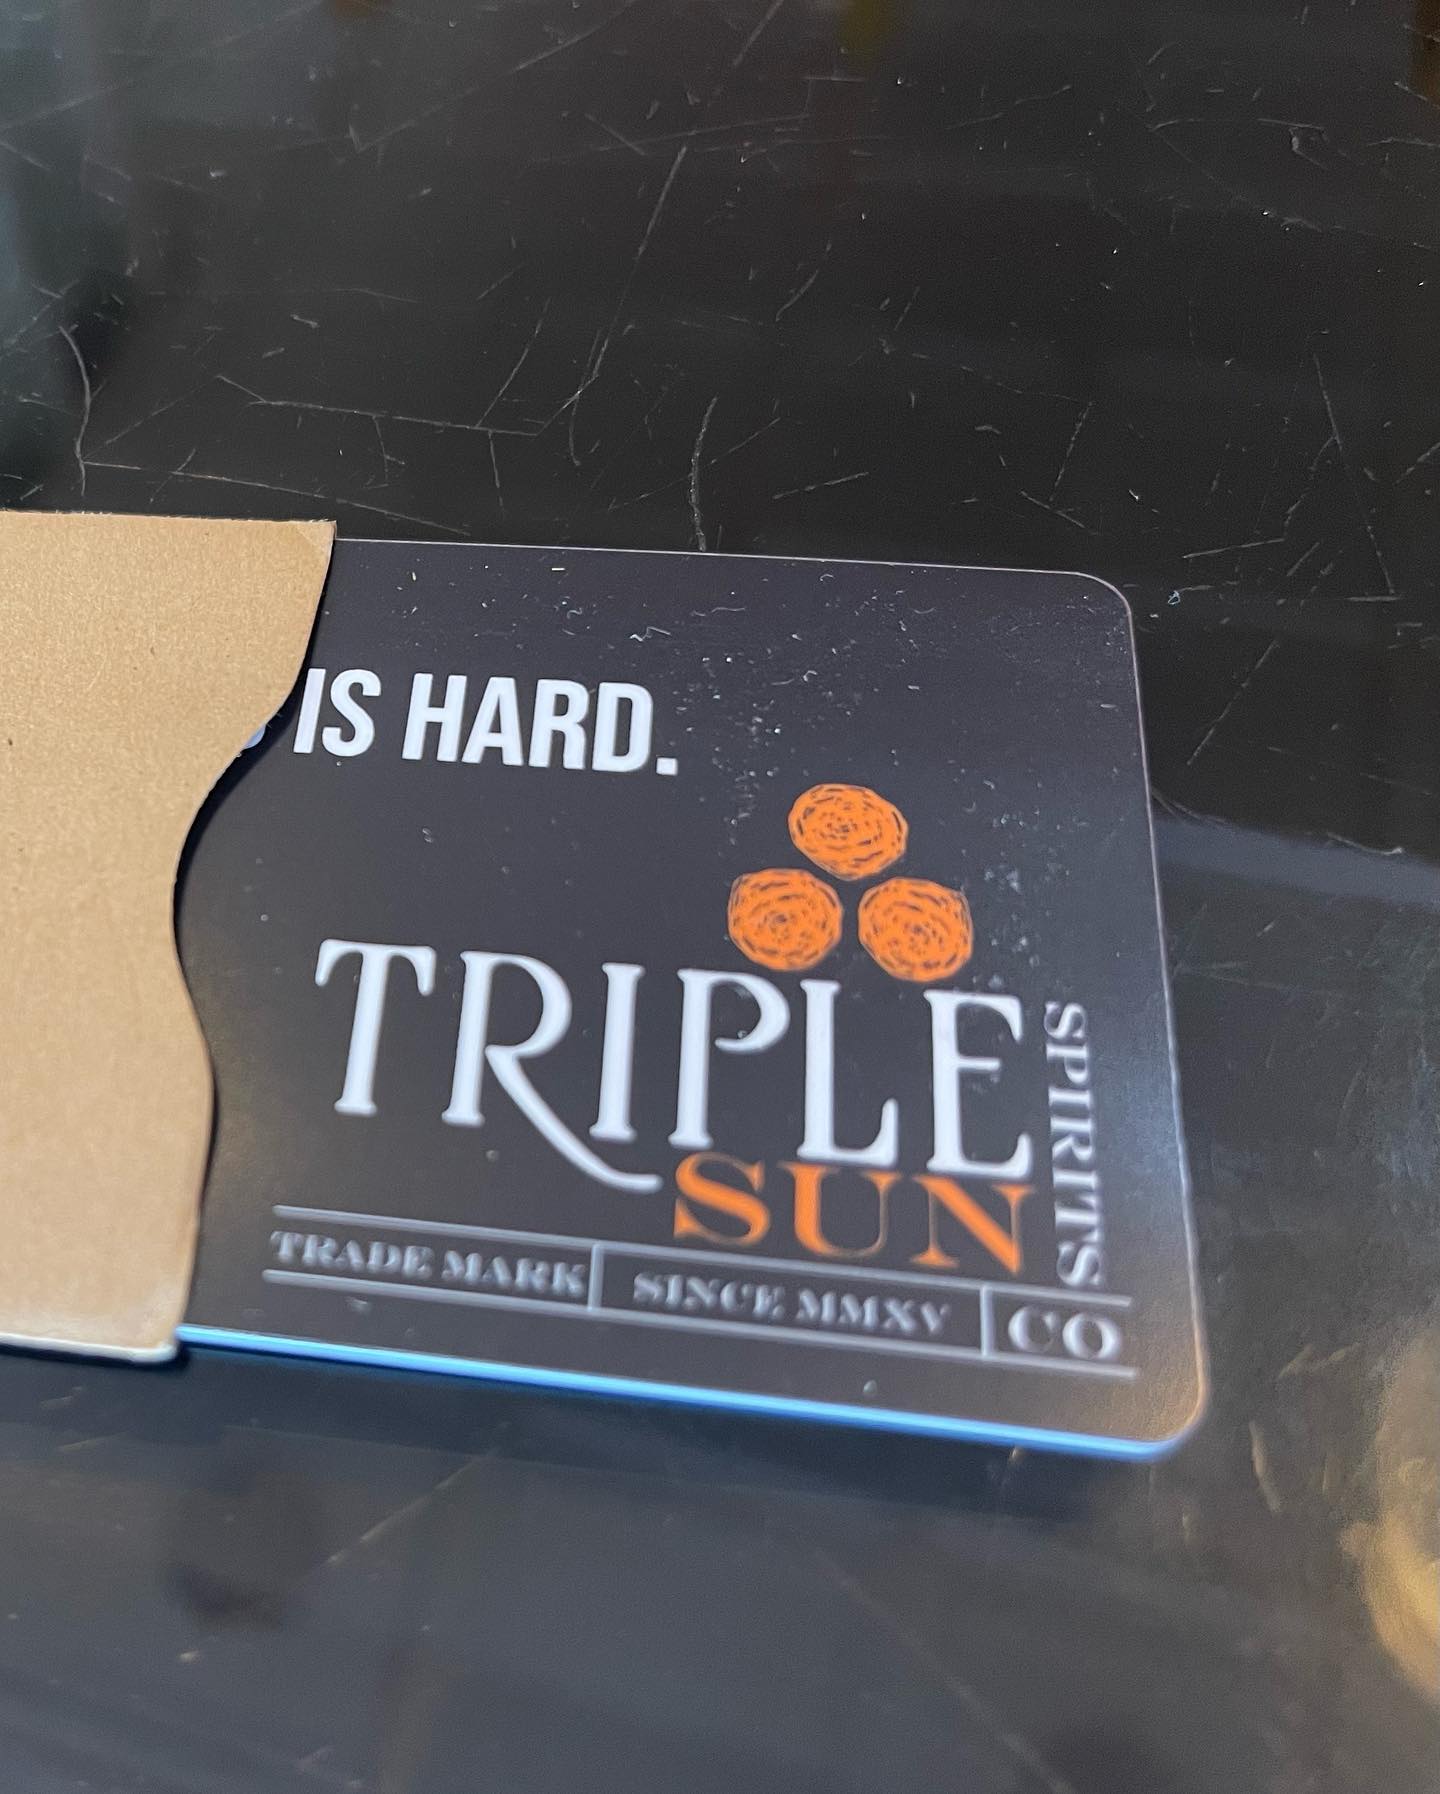 IS HARD.
TRIPLE
SUN
SPIRITS
TRADE MARK SINCE MMXV CO